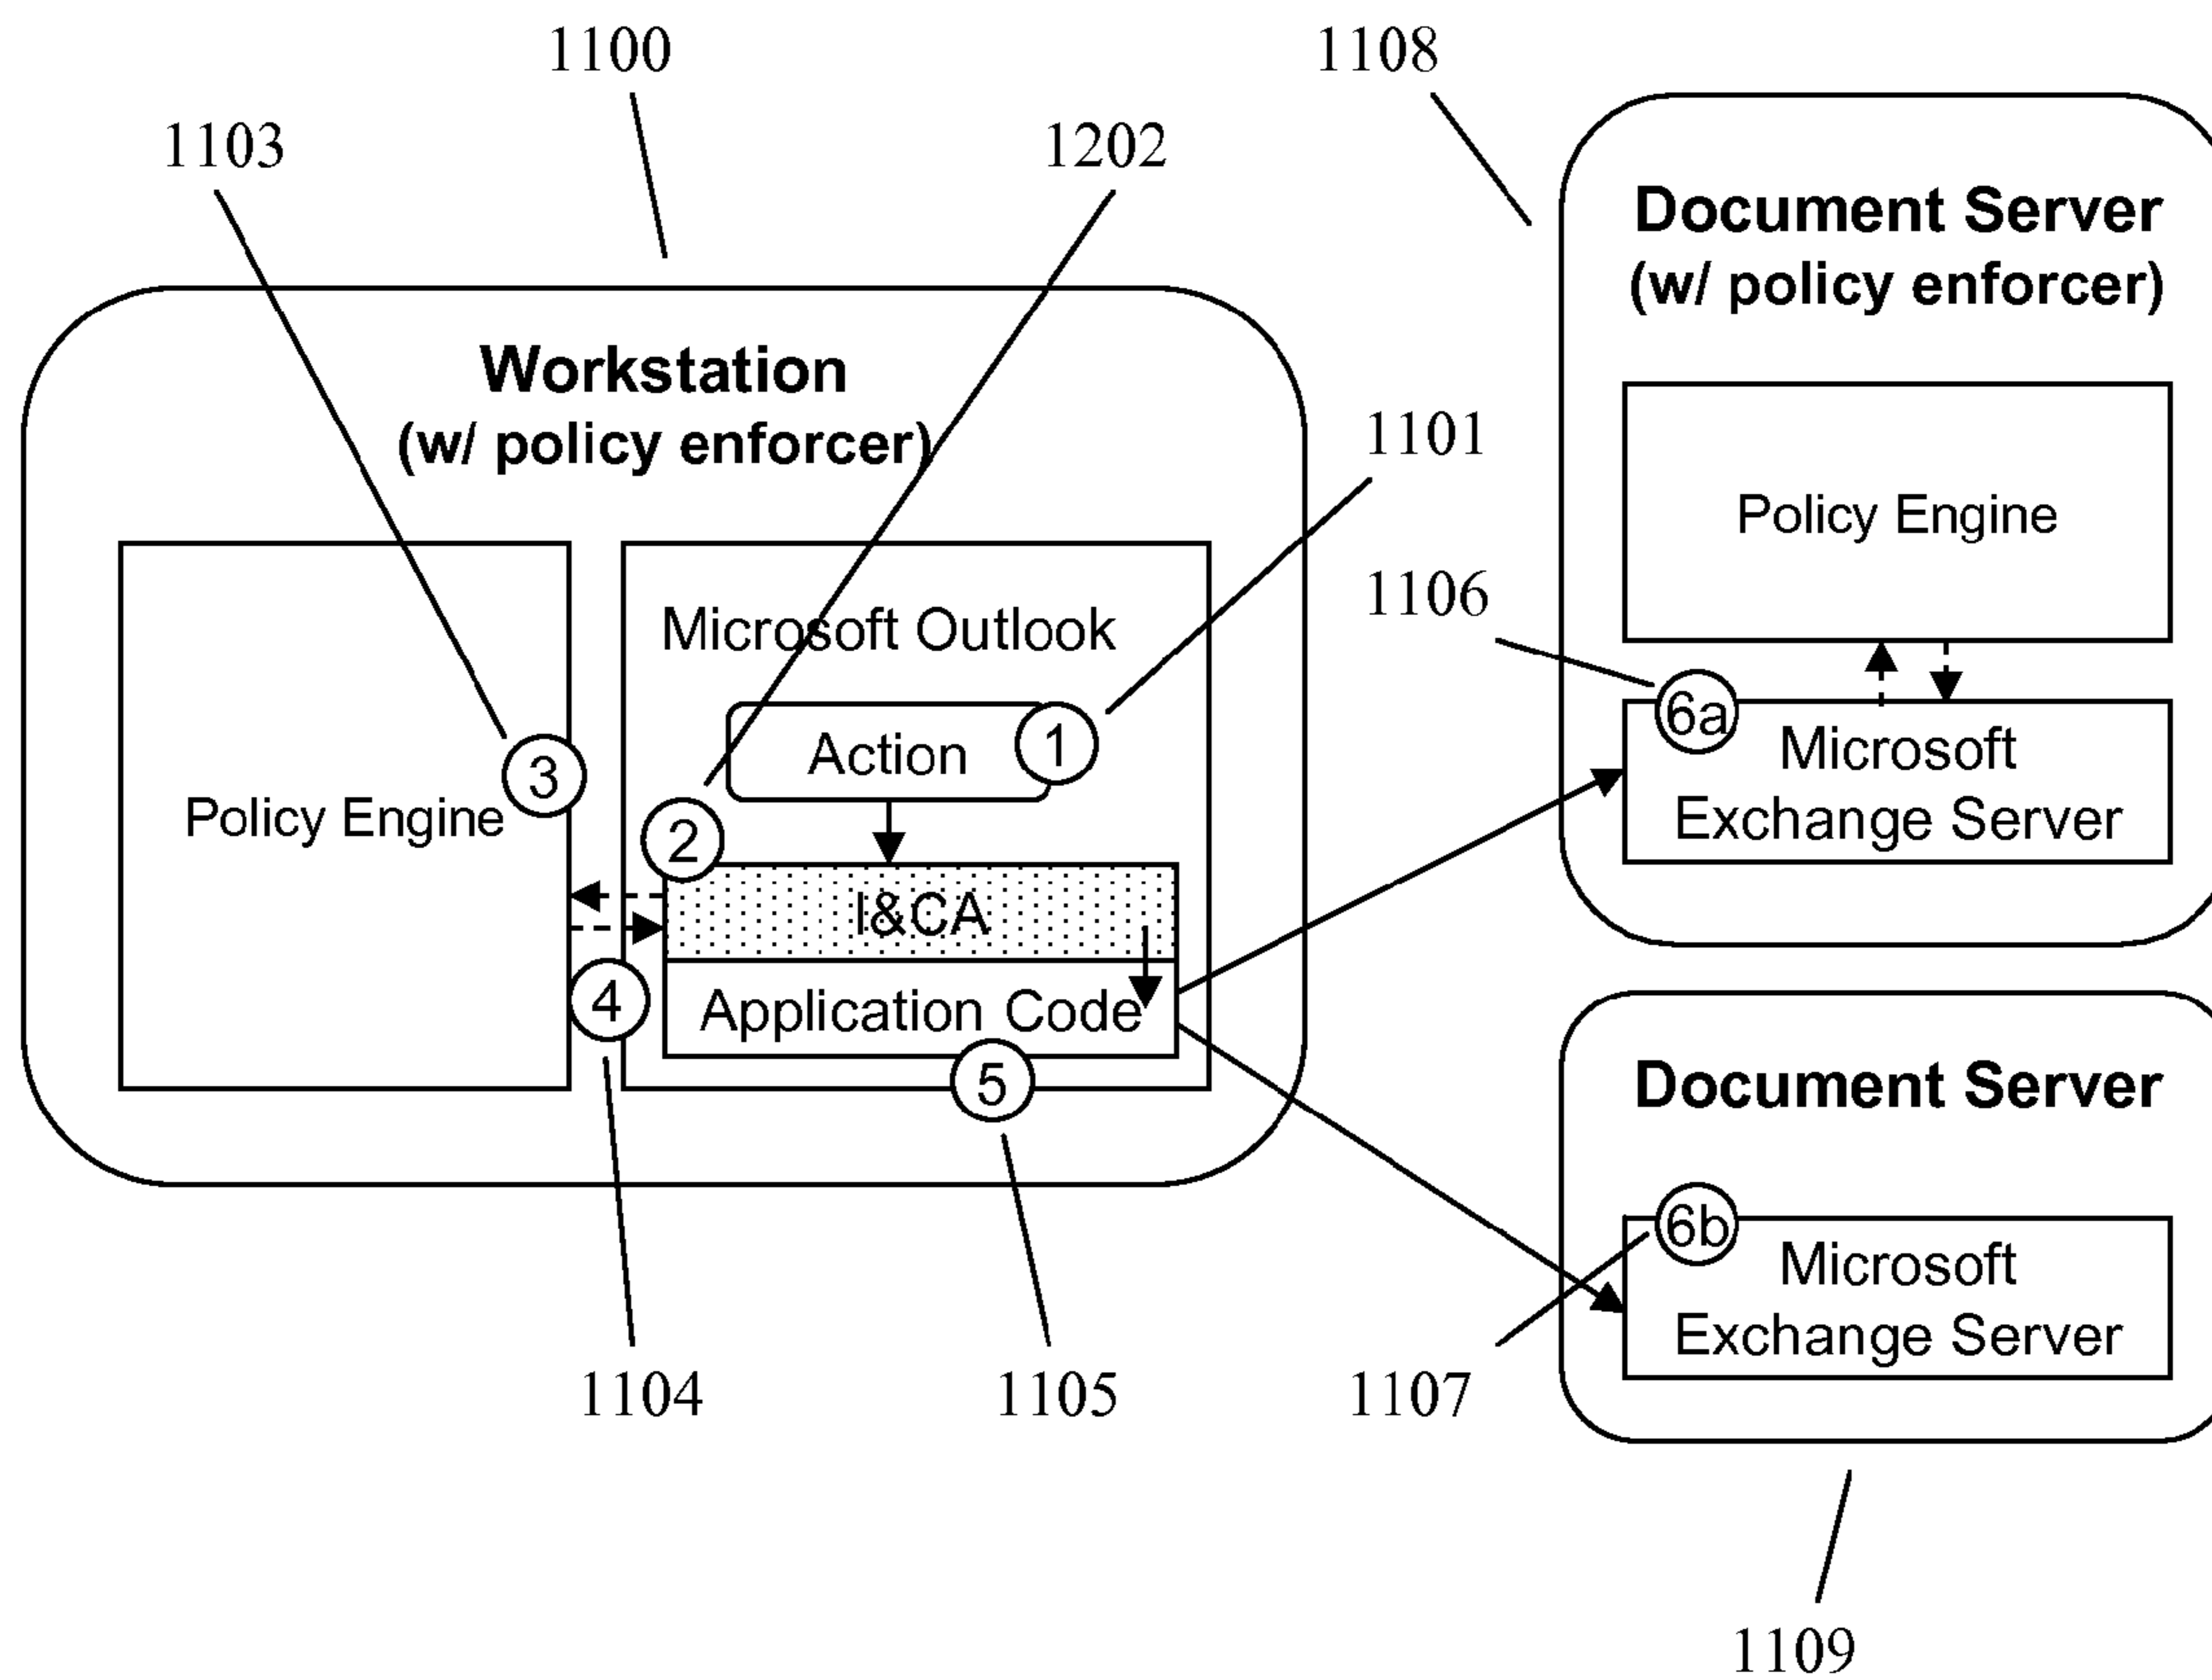 1100
1108
1103
1202
Document Server
(w/ policy enforcer)
Workstation
(w/ policy enforcer)
1101
Policy Engine
1106
Microsoft Outlook
6a
Action
1
Microsoft
Exchange Server
3
Policy Engine
2
I&CA
4
Application Code
5
Document Server
6b
Microsoft
Exchange Server
1104
1105
1107
1109